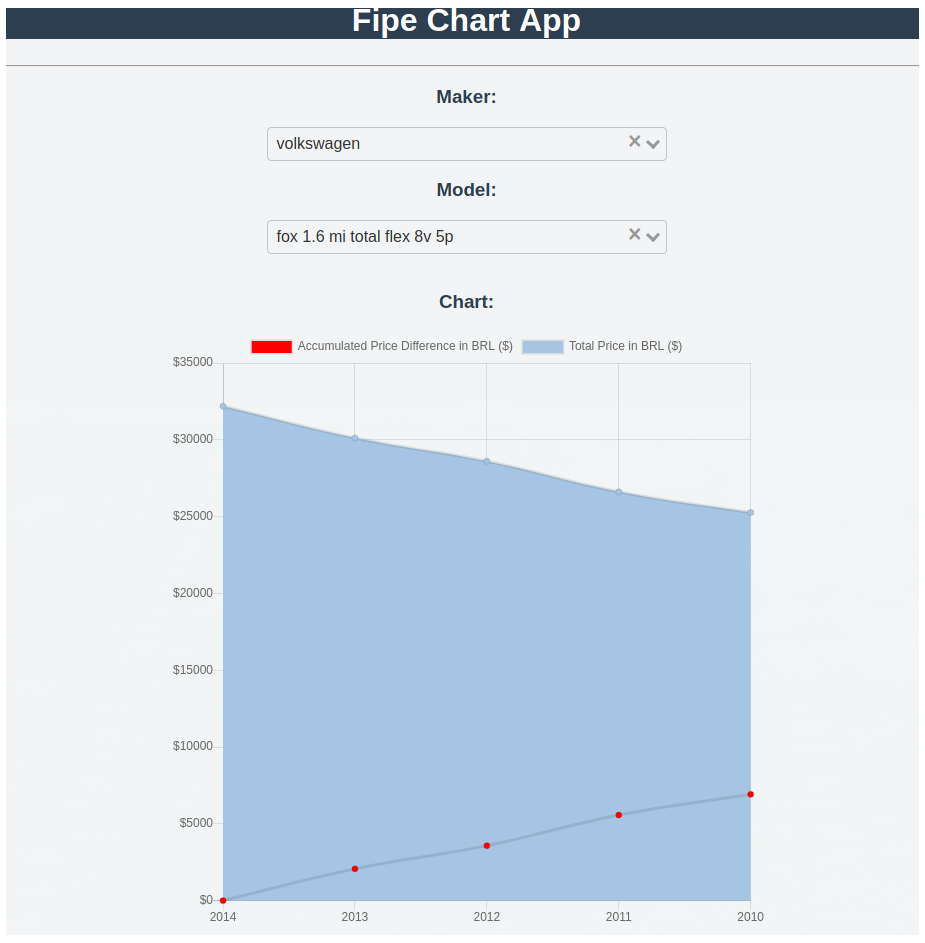 Fipe Chart App
Maker:
volkswagen
Model:
fox 1.6 mi total flex 8v 5p
Chart:
Accumulated Price Difference in BRL ($) Total Price in BRL ($)
$35000
$30000
$25000
$20000
$15000
$10000
$5000
$0
2014 2013 2012 2011 2010